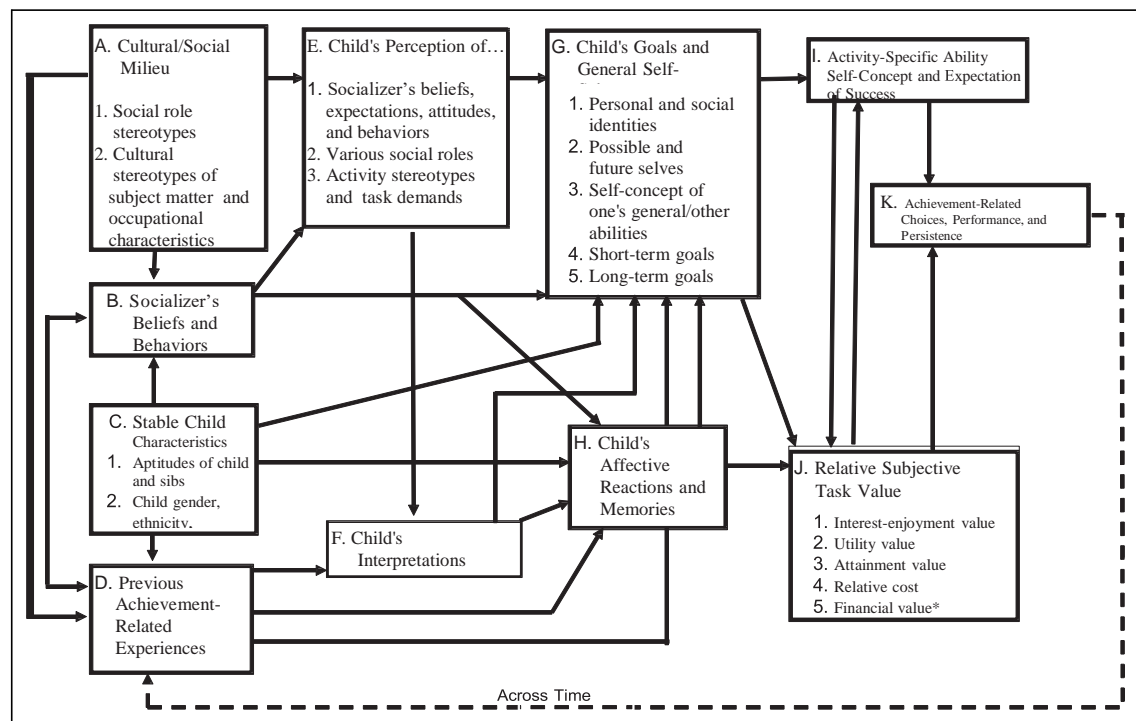 A. Cultural/Social
Milieu
1. Social role
stereotypes
2. Cultural
stereotypes of
subject matter and
occupational
characteristics
B. Socializer's
Beliefs and
Behaviors
C. Stable Child
Characteristics
1. Aptitudes of child
and sibs
2. Child gender,
ethnicity,
D. Previous
Achievement-
Related
Experiences
E. Child's Perception of…
1. Socializer's beliefs,
expectations, attitudes,
and behaviors
2. Various social roles
3. Activity stereotypes
and task demands
F. Child's
Interpretations
G. Child's Goals and
General Self-
1. Personal and social
identities
2. Possible and
future selves
3. Self-concept of
one's general/other
abilities
4. Short-term goals
5. Long-term goals
H. Child's
Affective
Reactions and
Memories
I. Activity-Specific Ability
Self-Concept and Expectation
of Success
K. Achievement-Related
Choices, Performance, and
Persistence
J. Relative Subjective
Task Value
1. Interest-enjoyment value
2. Utility value
3. Attainment value
4. Relative cost
5. Financial value*
Across Time